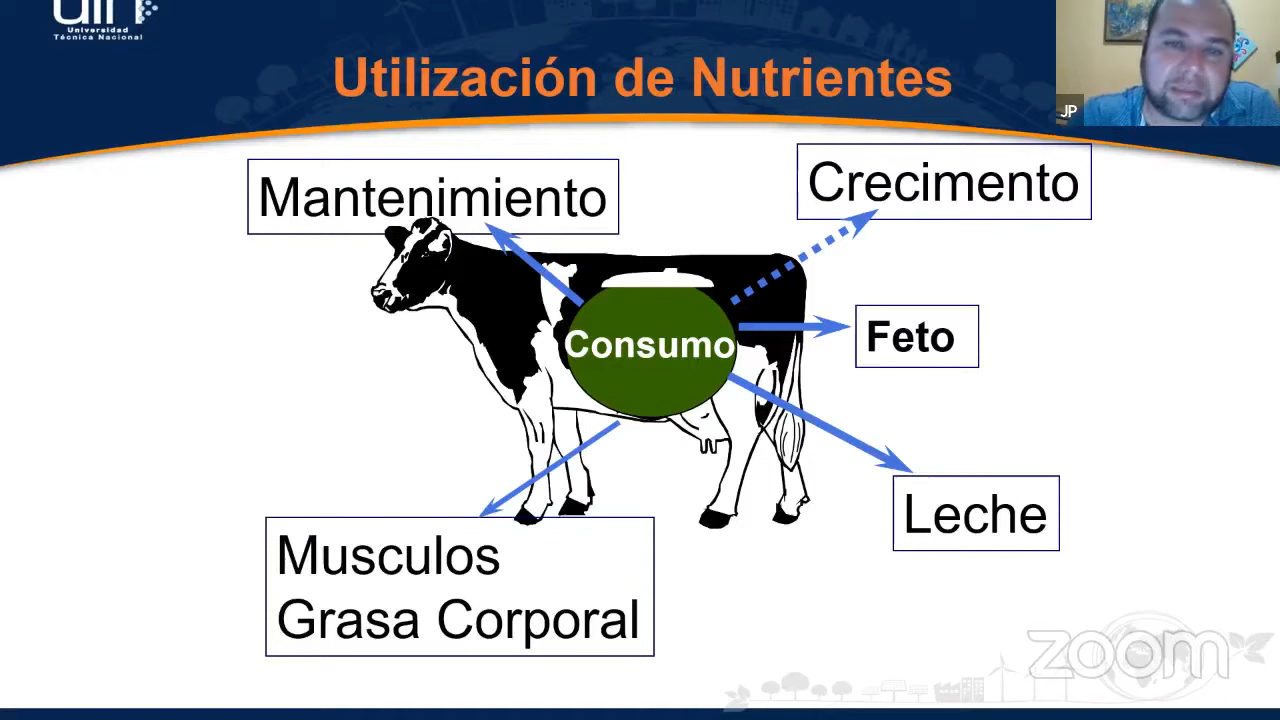 Universidad
Técnica Nacional
Utilización de Nutrientes
JP
Mantenimiento
Crecimento
Consumo
Feto
Leche
Musculos
Grasa Corporal
zoom